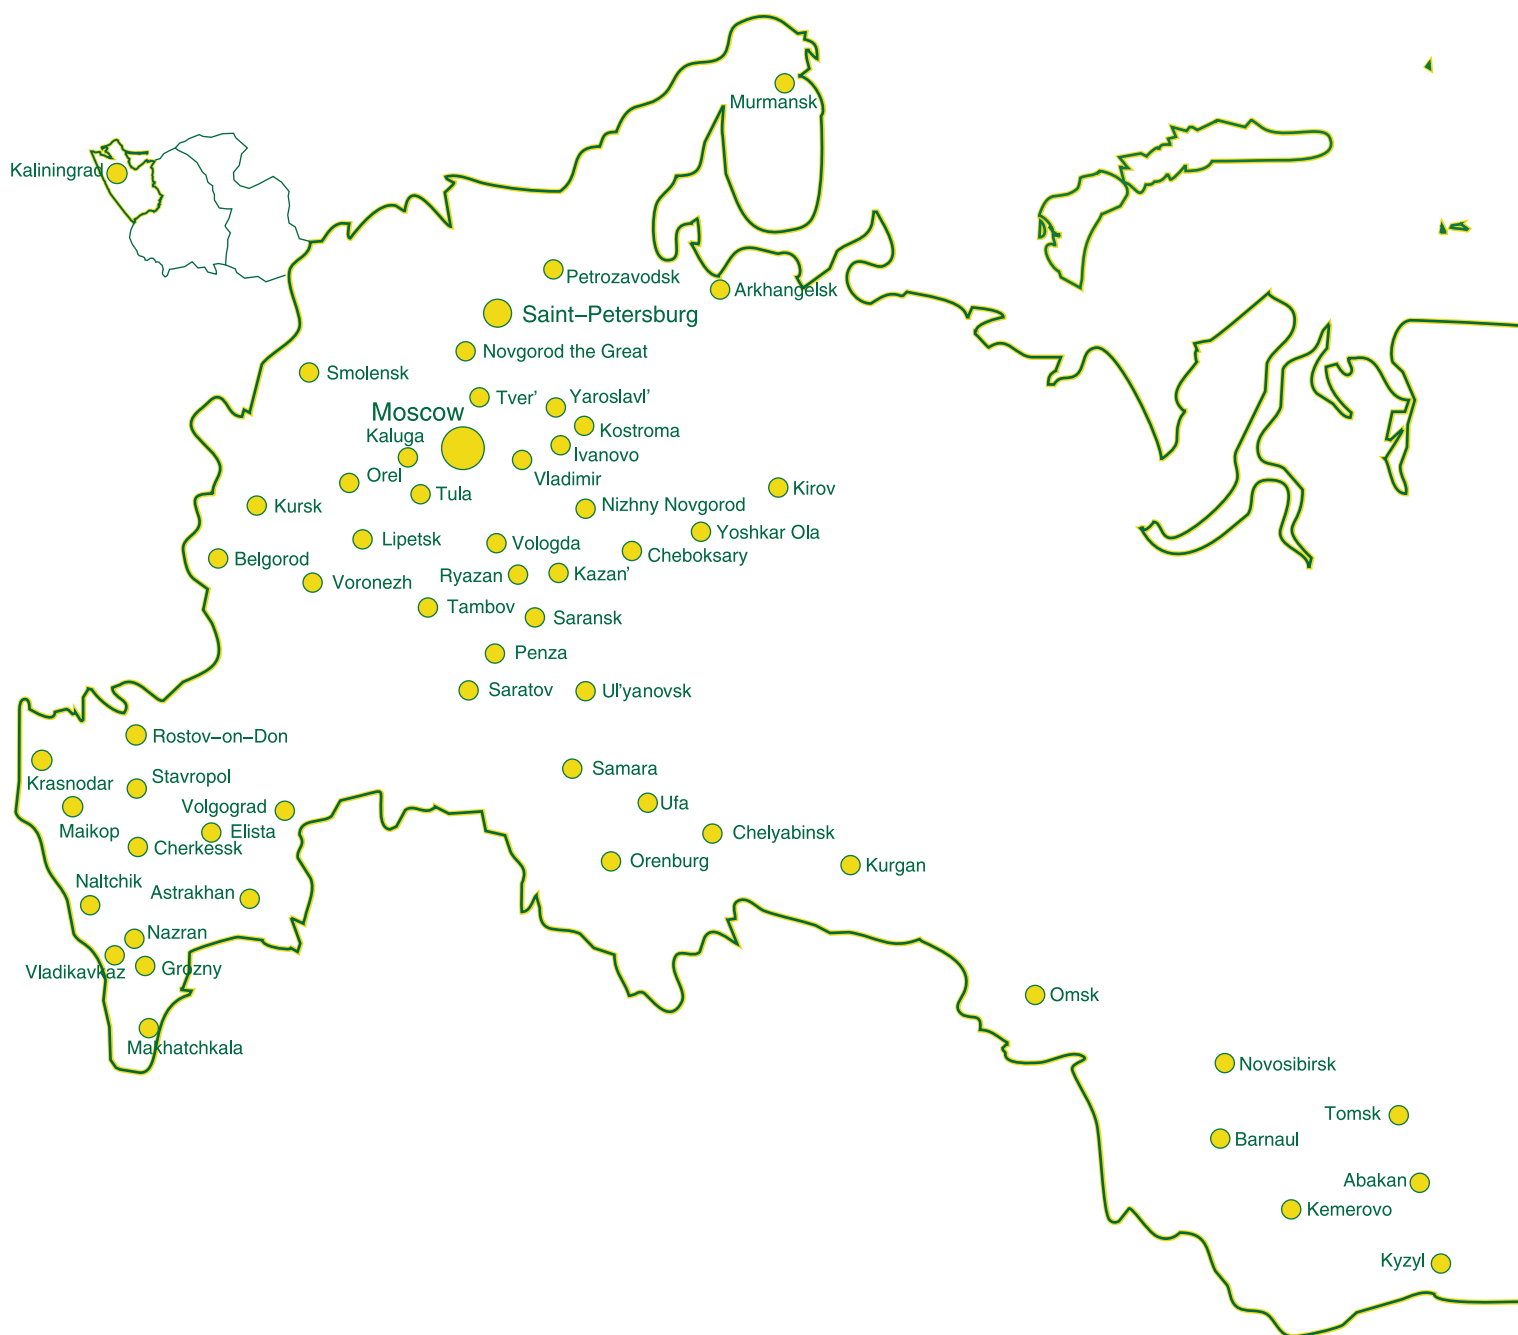 Murmansk
Kaliningrad
Petrozavodsk
Arkhangelsk
Saint–Petersburg
Novgorod the Great
Smolensk
Tver’
Yaroslavl'
Moscow
Kostroma
Kaluga
Ivanovo
Orel
Vladimir
Kirov
Tula
Kursk
Nizhny Novgorod
Yoshkar Ola
Lipetsk
Vologda
Cheboksary
Belgorod
Ryazan
Kazan’
Voronezh
Tambov
Saransk
Penza
Saratov
Ul'yanovsk
Rostov–on–Don
Samara
Stavropol
Krasnodar
Volgograd
Ufa
Maikop
Elista
Chelyabinsk
Cherkessk
Orenburg
Kurgan
Naltchik
Astrakhan
Nazran
Vladikavkaz
Grozny
Omsk
Makhatchkala
Novosibirsk
Tomsk
Barnaul
Abakan
Kemerovo
Kyzyl